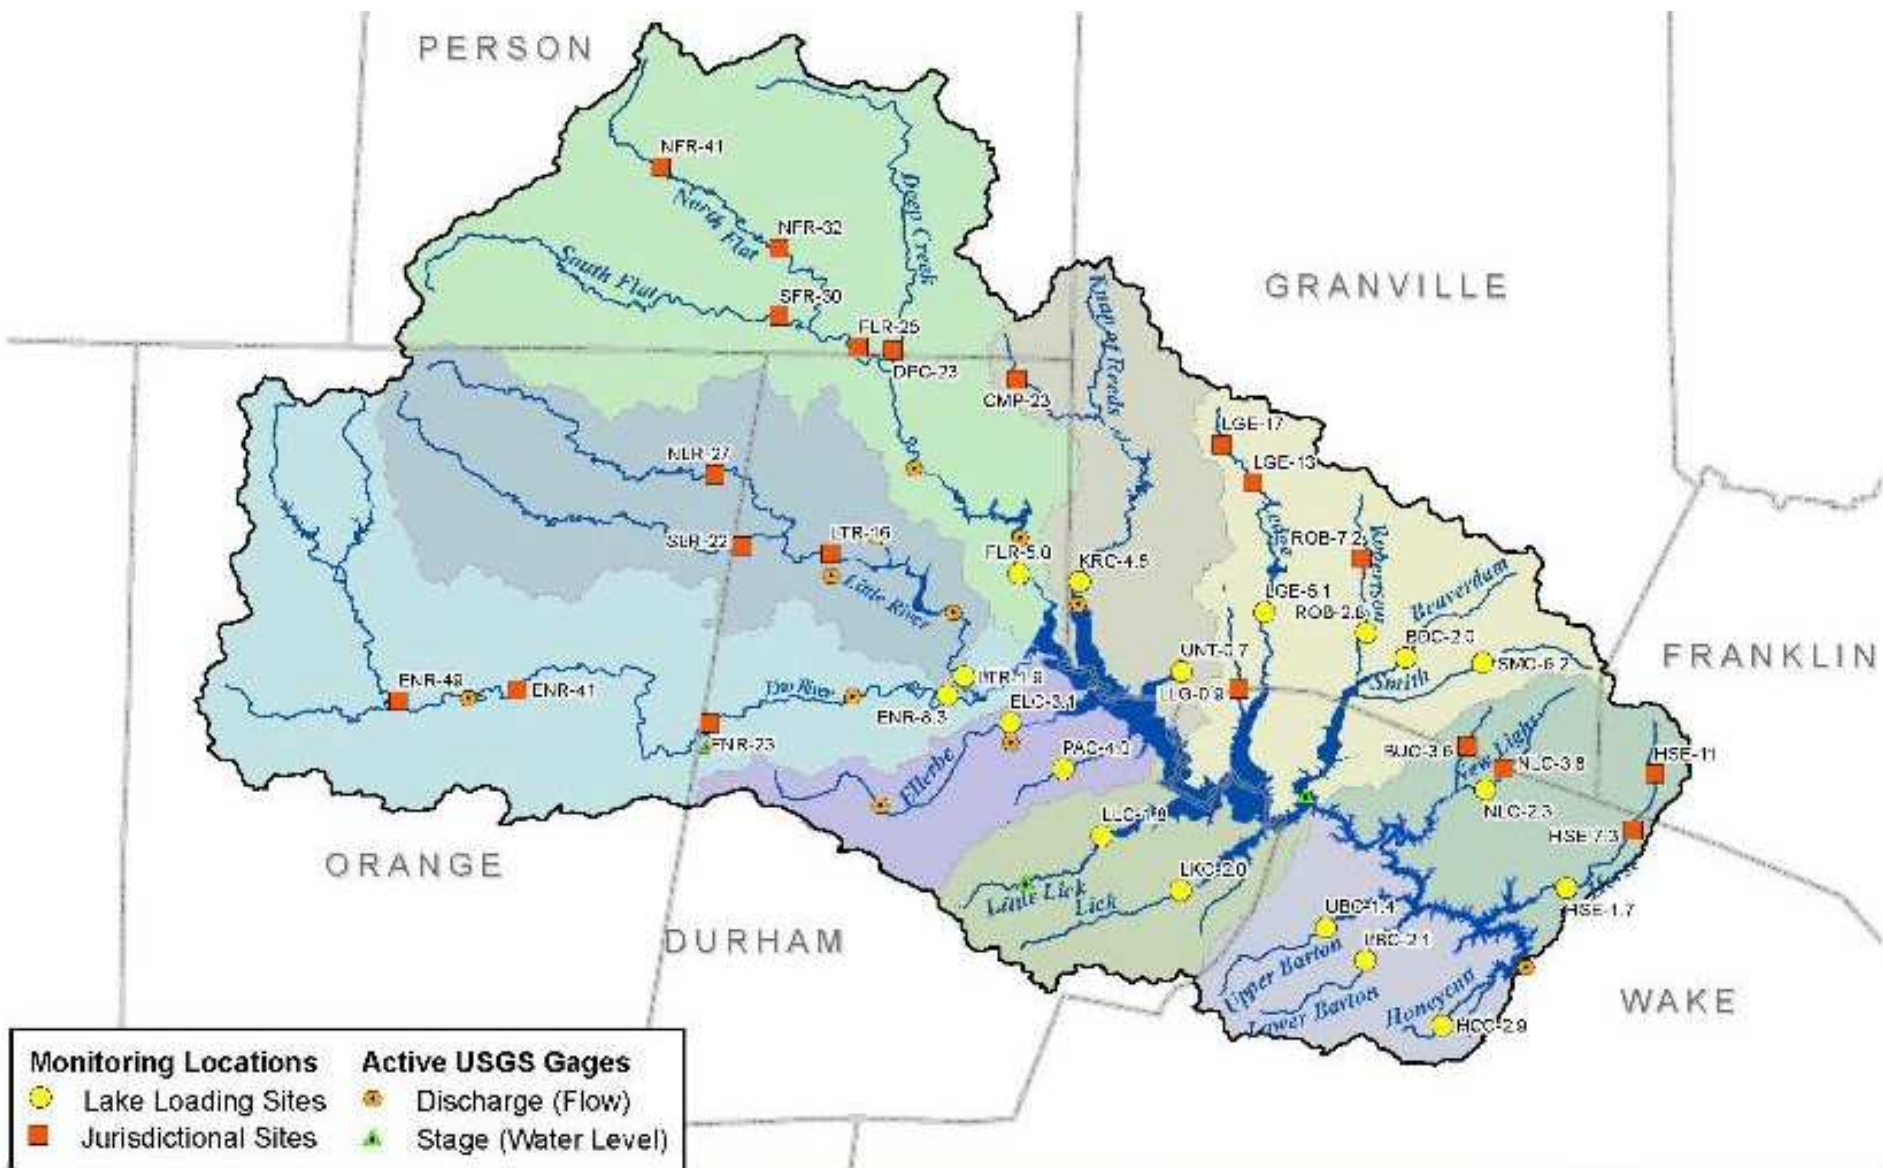 PERSON
NFR-41
North Flat
Deep Creek
NFR-32
South Flat
SFR-30
GRANVILLE
Knap of Reeds
FLR-25
DPC-23
CMP-23
LGE-17
LGE-13
NLR-27
Ledge
ROB-7.2
Robertson
SLR-22
LTR-16
FLR-5.0
KRC-4.5
Little River
LGE-5.1
ROB-2.8
Beaverdam
BDC-2.0
SMC-6.2
Smith
FRANKLIN
UNT-0.7
LLG-0.9
ENR-49
ENR-41
Eno River
LTR-1.9
ENR-8.3
ELC-3.1
ENR-23
PAC-4.0
Ellerbe
BUC-3.6
New Light
NLC-3.8
HSE-11
NLC-2.3
HSE-7.3
ORANGE
LLC-1.8
LKC-2.0
Little Lick
Lick
HSE-1.7
UBC-1.4
LBC-2.1
DURHAM
Upper Barton
Lower Barton
Honeycutt
HCC-2.9
WAKE
Monitoring Locations
Lake Loading Sites
Jurisdictional Sites
Active USGS Gages
Discharge (Flow)
Stage (Water Level)